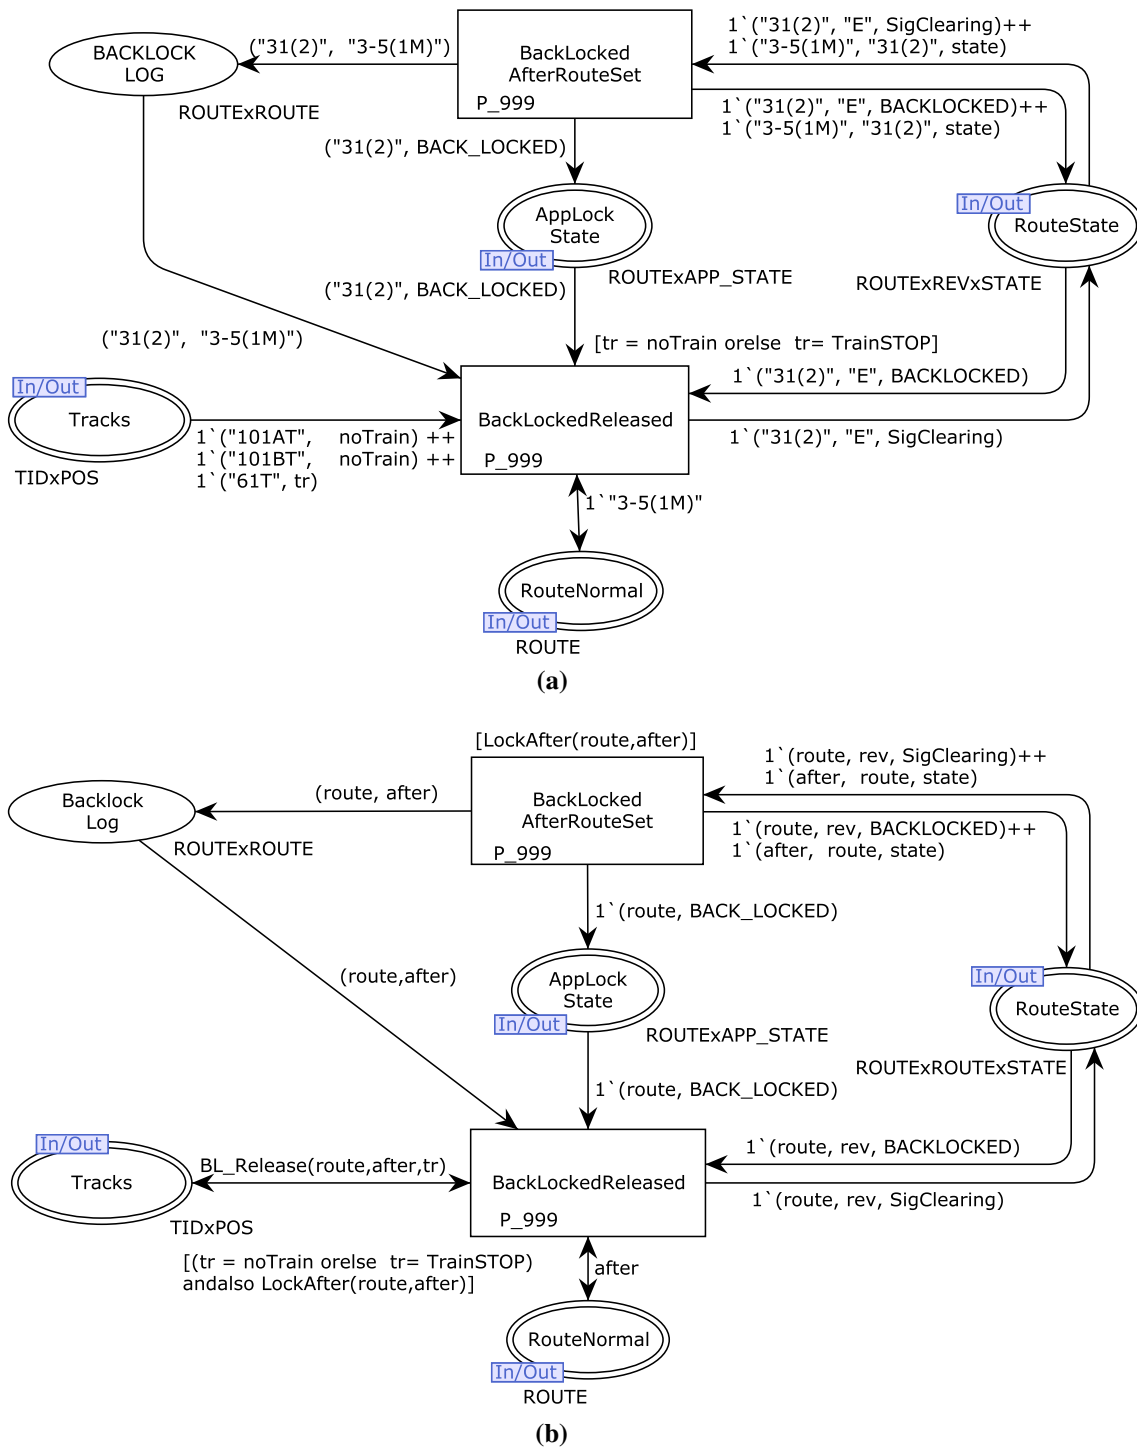 BACKLOCK
LOG
ROUTExROUTE
("31(2)", "3-5(1M)")
BackLocked
AfterRouteSet
P_999
1`("31(2)", "E", SigClearing)++
1`("3-5(1M)", "31(2)", state)
1`("31(2)", "E", BACKLOCKED)++
1`("3-5(1M)", "31(2)", state)
("31(2)", BACK_LOCKED)
AppLock
State
In/Out
ROUTExAPP_STATE
In/Out
RouteState
ROUTExREVxSTATE
("31(2)", BACK_LOCKED)
("31(2)", "3-5(1M)")
[tr = noTrain orelse tr= TrainSTOP]
1`("31(2)", "E", BACKLOCKED)
In/Out
Tracks
TIDxPOS
1`("101AT", noTrain) ++
1`("101BT", noTrain) ++
1`("61T", tr)
BackLockedReleased
P_999
1`("31(2)", "E", SigClearing)
1`"3-5(1M)"
RouteNormal
In/Out
ROUTE
(a)
[LockAfter(route,after)]
Backlock
Log
ROUTExROUTE
(route, after)
BackLocked
AfterRouteSet
P_999
1`(route, rev, SigClearing)++
1`(after, route, state)
1`(route, rev, BACKLOCKED)++
1`(after, route, state)
1`(route, BACK_LOCKED)
(route,after)
AppLock
State
In/Out
ROUTExAPP_STATE
In/Out
RouteState
ROUTExROUTExSTATE
1`(route, BACK_LOCKED)
In/Out
Tracks
TIDxPOS
BL_Release(route,after,tr)
BackLockedReleased
P_999
1`(route, rev, BACKLOCKED)
1`(route, rev, SigClearing)
[(tr = noTrain orelse tr= TrainSTOP)
andalso LockAfter(route,after)]
after
RouteNormal
In/Out
ROUTE
(b)